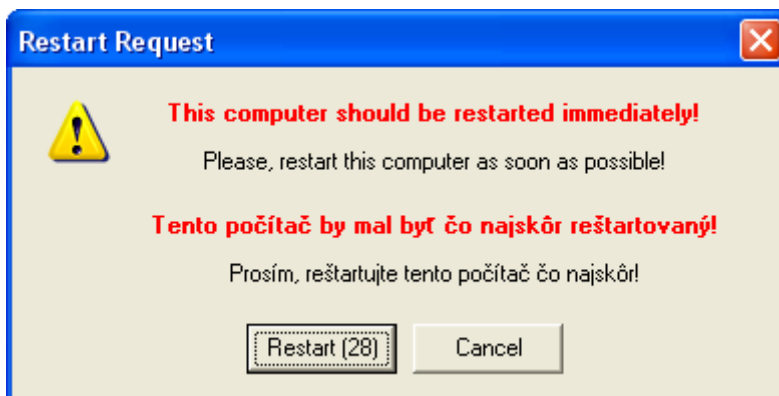 Restart Request
This computer should be restarted immediately!
Please, restart this computer as soon as possible!
Tento počítač by mal byť čo najskôr reštartovaný!
Prosím, reštartujte tento počítač čo najskôr!
Restart (28)
Cancel